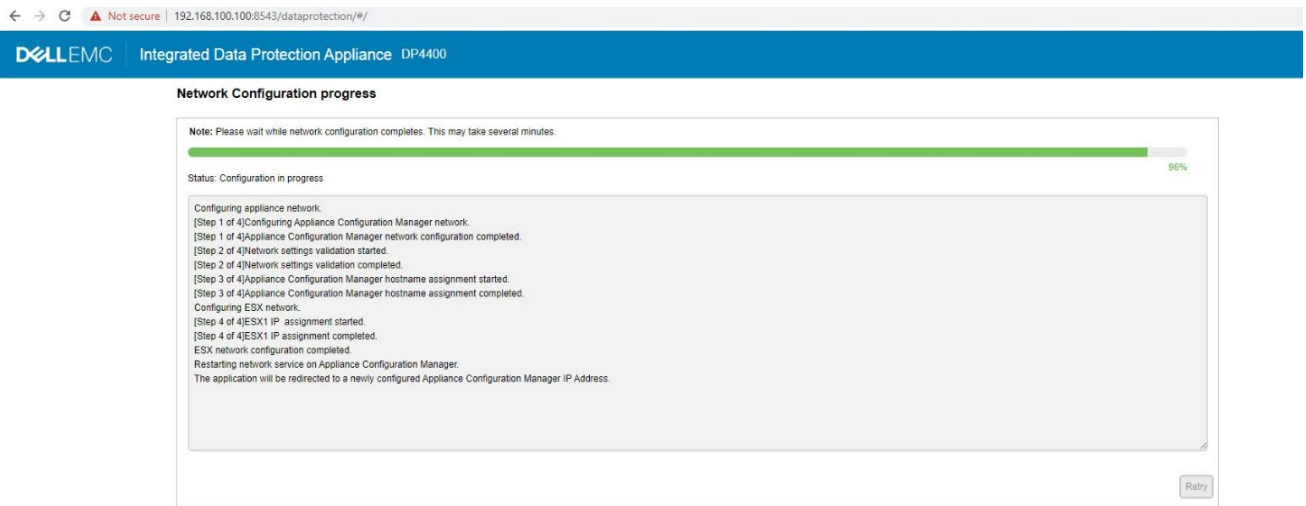 Not secure | 192.168.100.100:8543/dataprotection/#/
DELLEMC Integrated Data Protection Appliance DP4400
Network Configuration progress
Note: Please wait while network configuration completes. This may take several minutes.
96%
Status: Configuration in progress
Configuring appliance network.
[Step 1 of 4]Configuring Appliance Configuration Manager network.
[Step 1 of 4]Appliance Configuration Manager network configuration completed.
[Step 2 of 4]Network settings validation started.
[Step 2 of 4]Network settings validation completed.
[Step 3 of 4]Appliance Configuration Manager hostname assignment started.
[Step 3 of 4]Appliance Configuration Manager hostname assignment completed.
Configuring ESX network.
[Step 4 of 4]ESX1 IP  assignment started.
[Step 4 of 4]ESX1 IP assignment completed.
ESX network configuration completed.
Restarting network service on Appliance Configuration Manager.
The application will be redirected to a newly configured Appliance Configuration Manager IP Address.
Retry